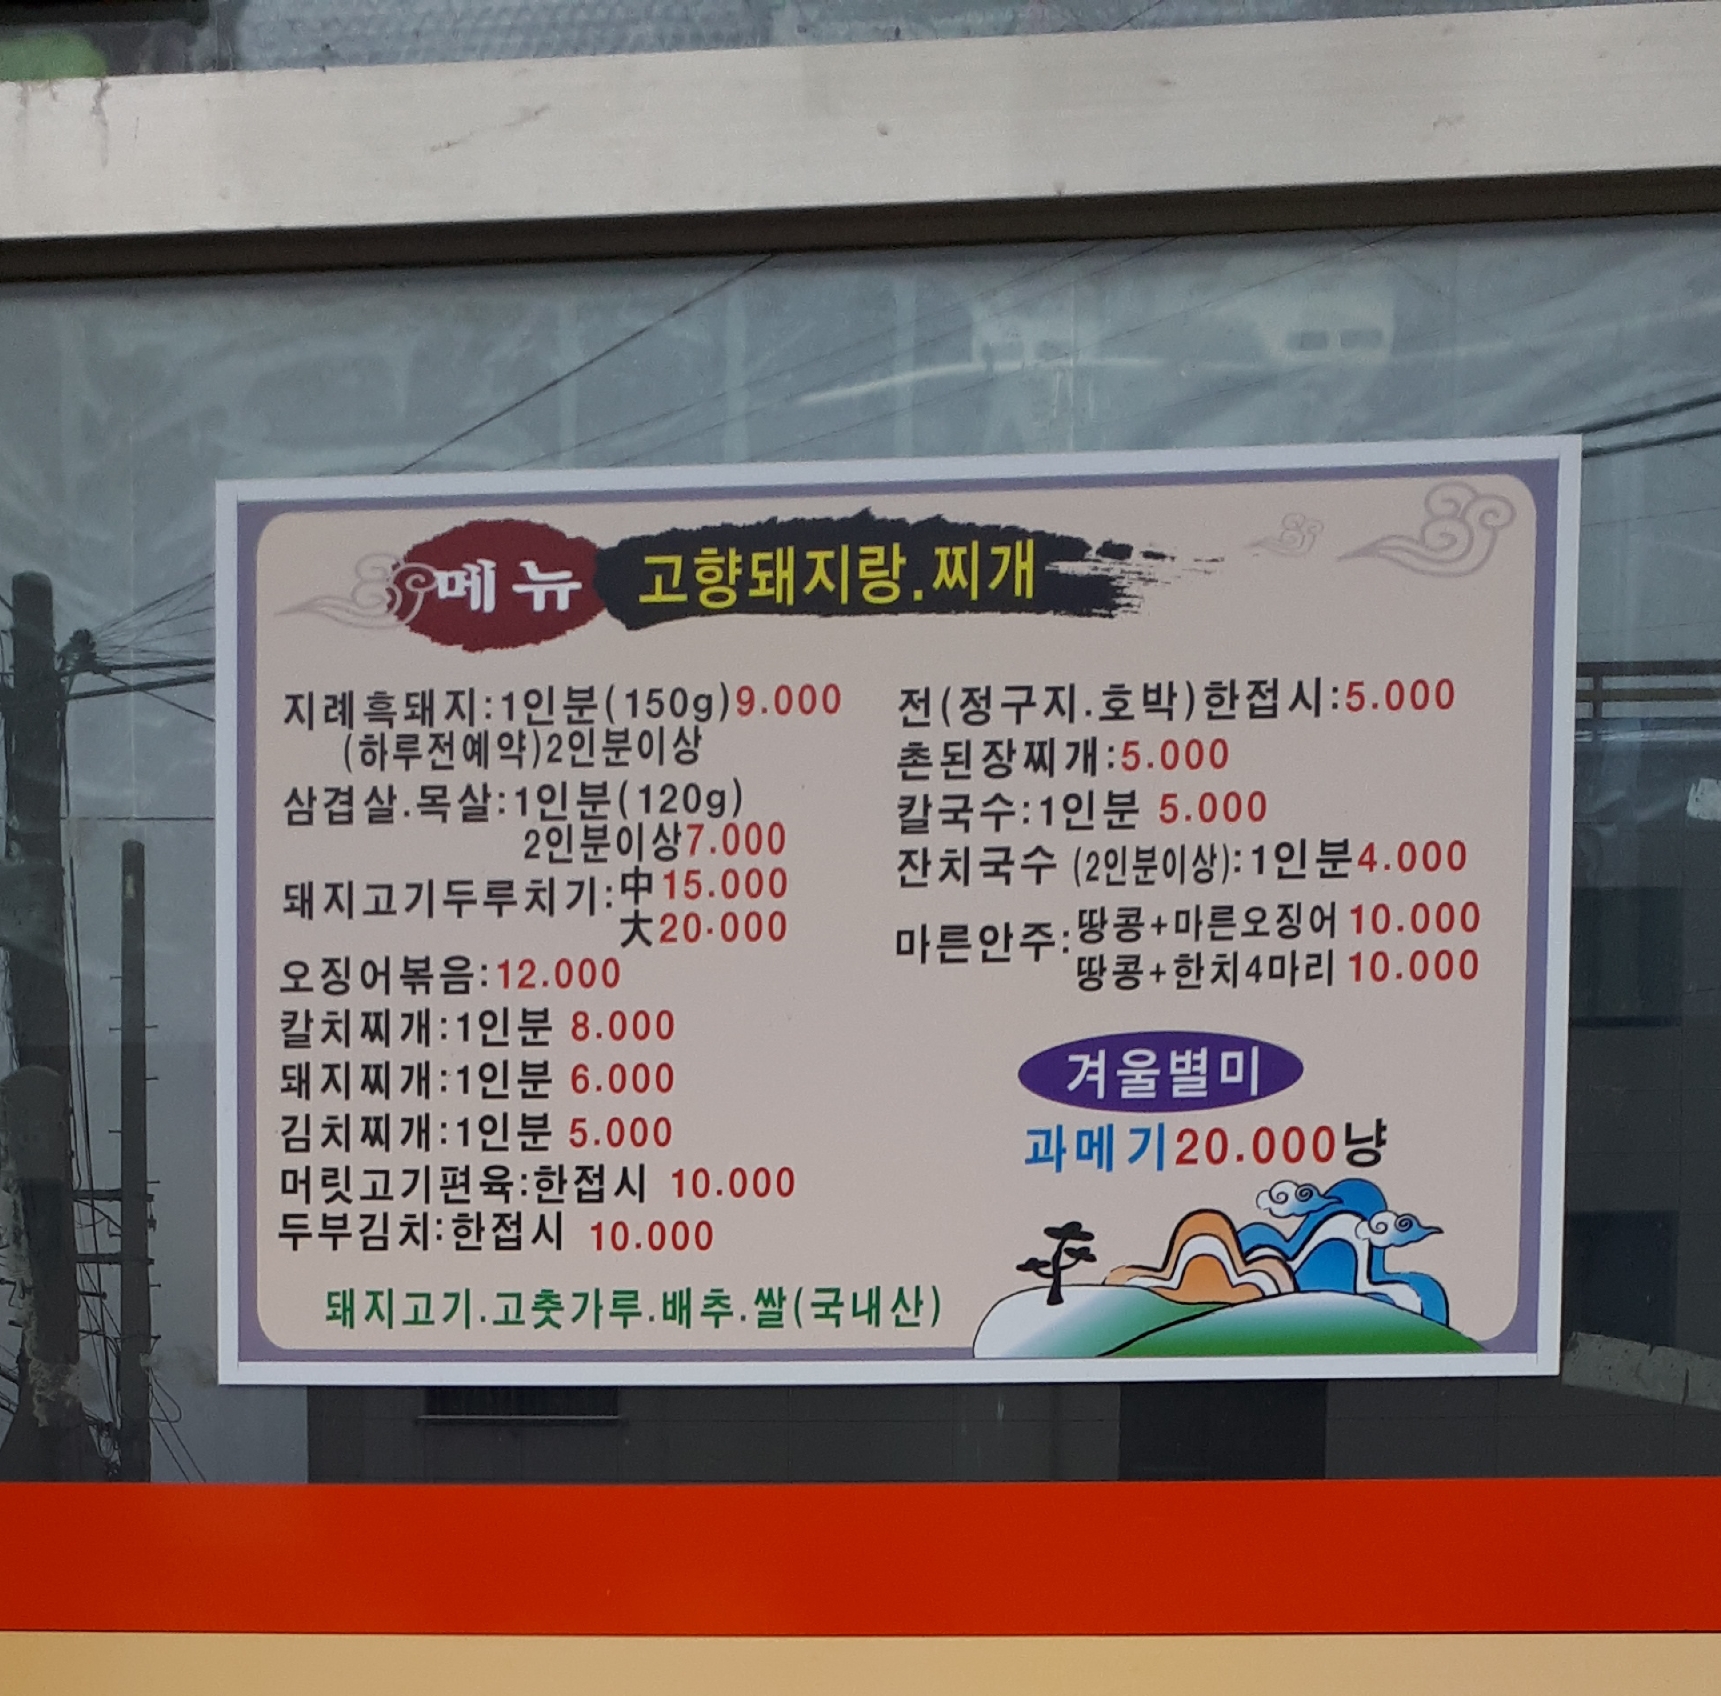 메뉴 고향돼지랑.찌개
지례흑돼지:1인분(150g)9.000
(하루전예약)2인분이상
삼겹살.목살:1인분(120g)
2인분이상7.000
돼지고기두루치기:中15.000
大20.000
오징어볶음:12.000
칼치찌개:1인분 8.000
돼지찌개:1인분 6.000
김치찌개:1인분 5.000
머릿고기편육:한접시 10.000
두부김치:한접시 10.000
전(정구지.호박)한접시:5.000
촌된장찌개:5.000
칼국수:1인분 5.000
잔치국수 (2인분이상):1인분4.000
마른안주:땅콩+마른오징어 10.000
땅콩+한치4마리 10.000
겨울별미
과메기20.000냥
돼지고기.고춧가루.배추.쌀(국내산)